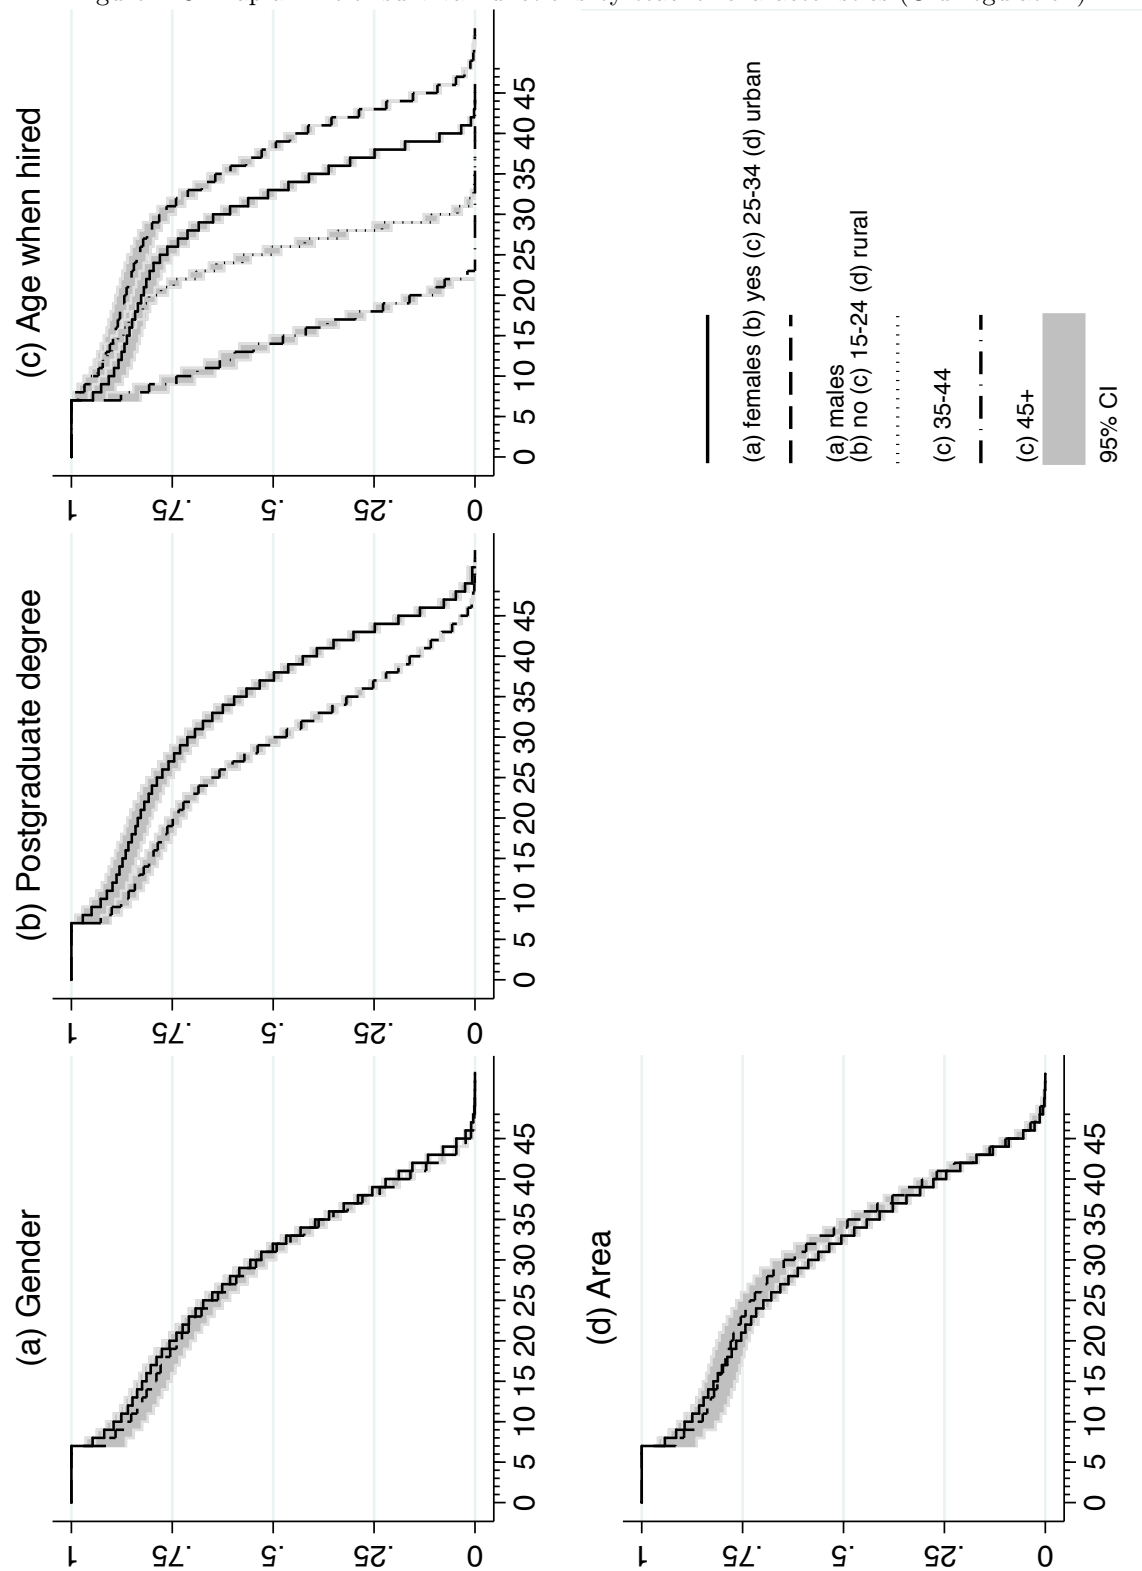 (a) Gender
1
.75
.5
.25
0
0 5 10 15 20 25 30 35 40 45
(b) Postgraduate degree
1
.75
.5
.25
0
0 5 10 15 20 25 30 35 40 45
(c) Age when hired
1
.75
.5
.25
0
0 5 10 15 20 25 30 35 40 45
(d) Area
1
.75
.5
.25
0
0 5 10 15 20 25 30 35 40 45
(a) females (b) yes (c) 25-34 (d) urban
(a) males
(b) no (c) 15-24 (d) rural
(c) 35-44
(c) 45+
95% CI